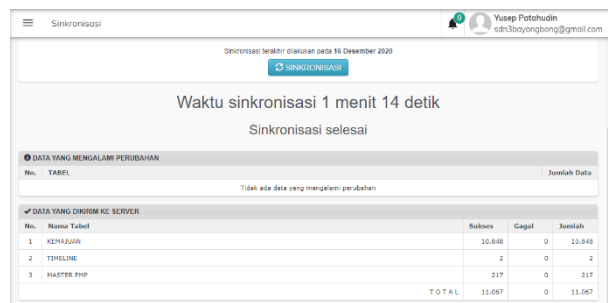 Sinkronisasi
0
Yusep Patahudin
sdn3bayongbong@gmail.com
Sinkronisasi terakhir dilakukan pada 16 Desember 2020
SINKRONISASI
Waktu sinkronisasi 1 menit 14 detik
Sinkronisasi selesai
DATA YANG MENGALAMI PERUBAHAN
No. TABEL Jumlah Data
Tidak ada data yang mengalami perubahan
DATA YANG DIKIRIM KE SERVER
No. Nama Tabel Sukses Gagal Jumlah
1 KEMAJUAN 10.848 0 10.848
2 TIMELINE 2 0 2
3 MASTER PMP 217 0 217
TOTAL 11.067 0 11.067